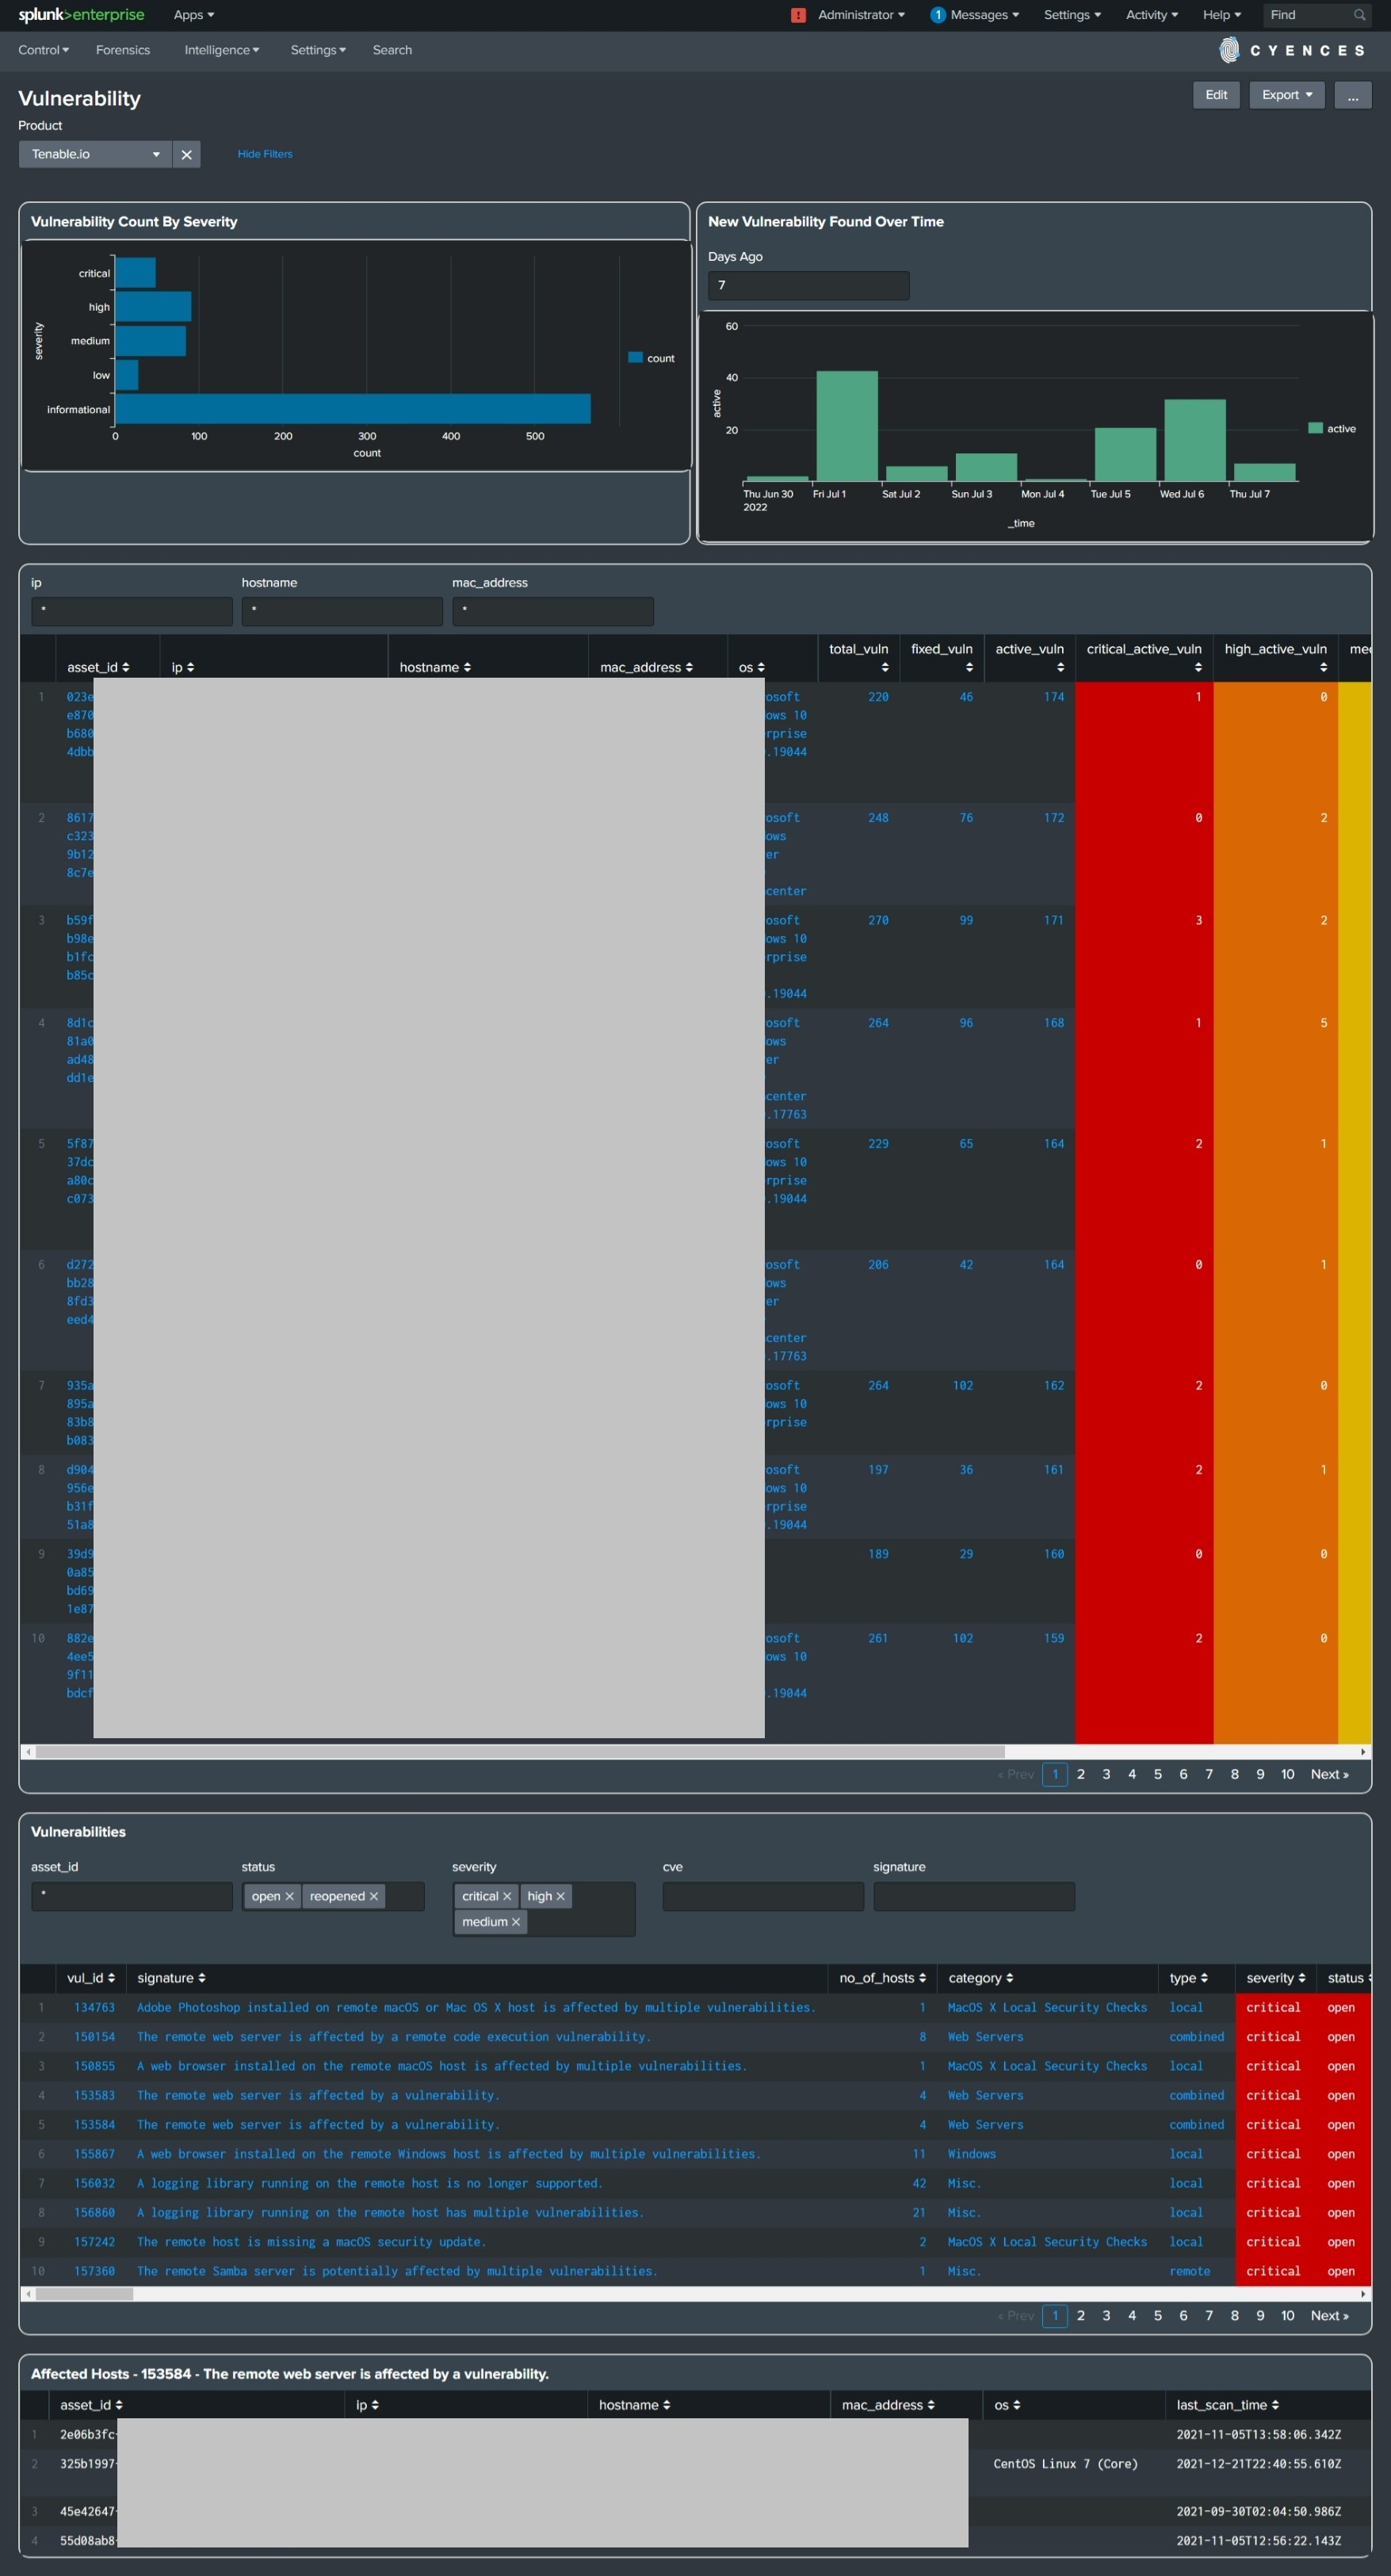 splunk>enterprise Apps ! Administrator 1 Messages Settings Activity Help Find
Control Forensics Intelligence Settings Search CYENCES
Vulnerability Edit Export ...
Product
Tenable.io Hide Filters
Vulnerability Count By Severity
critical
high
medium
low
informational
severity
0 100 200 300 400 500
count
count
New Vulnerability Found Over Time
Days Ago
7
60
40
20
active
Thu Jun 30 Fri Jul 1 Sat Jul 2 Sun Jul 3 Mon Jul 4 Tue Jul 5 Wed Jul 6 Thu Jul 7
2022
_time
active
ip hostname mac_address
* * *
asset_id ip hostname mac_address os total_vuln fixed_vuln active_vuln critical_active_vuln high_active_vuln me
1 023e osoft 220 46 174 1 0
e870 ows 10
b680 rprise
4dbb .19044
2 8617 osoft 248 76 172 0 2
c323 ows
9b12 er
8c7e
center
3 b59f osoft 270 99 171 3 2
b98e ows 10
b1fc rprise
b85c
.19044
4 8d1c osoft 264 96 168 1 5
81a0 ows
ad48 er
dd1e
center
.17763
5 5f87 osoft 229 65 164 2 1
37dc ows 10
a80c rprise
c073 .19044
6 d272 osoft 206 42 164 0 1
bb28 ows
8fd3 er
eed4
center
.17763
7 935a osoft 264 102 162 2 0
895a ows 10
83b8 rprise
b083
8 d904 osoft 197 36 161 2 1
956e ows 10
b31f rprise
51a8 .19044
9 39d9 189 29 160 0 0
0a85
bd69
1e87
10 882e osoft 261 102 159 2 0
4ee5 ows 10
9f11
bdcf .19044
« Prev 1 2 3 4 5 6 7 8 9 10 Next »
Vulnerabilities
asset_id status severity cve signature
* open reopened critical high
medium
vul_id signature no_of_hosts category type severity status
1 134763 Adobe Photoshop installed on remote macOS or Mac OS X host is affected by multiple vulnerabilities. 1 MacOS X Local Security Checks local critical open
2 150154 The remote web server is affected by a remote code execution vulnerability. 8 Web Servers combined critical open
3 150855 A web browser installed on the remote macOS host is affected by multiple vulnerabilities. 1 MacOS X Local Security Checks local critical open
4 153583 The remote web server is affected by a vulnerability. 4 Web Servers combined critical open
5 153584 The remote web server is affected by a vulnerability. 4 Web Servers combined critical open
6 155867 A web browser installed on the remote Windows host is affected by multiple vulnerabilities. 11 Windows local critical open
7 156032 A logging library running on the remote host is no longer supported. 42 Misc. local critical open
8 156860 A logging library running on the remote host has multiple vulnerabilities. 21 Misc. local critical open
9 157242 The remote host is missing a macOS security update. 2 MacOS X Local Security Checks local critical open
10 157360 The remote Samba server is potentially affected by multiple vulnerabilities. 1 Misc. remote critical open
« Prev 1 2 3 4 5 6 7 8 9 10 Next »
Affected Hosts - 153584 - The remote web server is affected by a vulnerability.
asset_id ip hostname mac_address os last_scan_time
1 2e06b3fc- 2021-11-05T13:58:06.342Z
2 325b1997- CentOS Linux 7 (Core) 2021-12-21T22:40:55.610Z
3 45e42647- 2021-09-30T02:04:50.986Z
4 55d08ab8- 2021-11-05T12:56:22.143Z